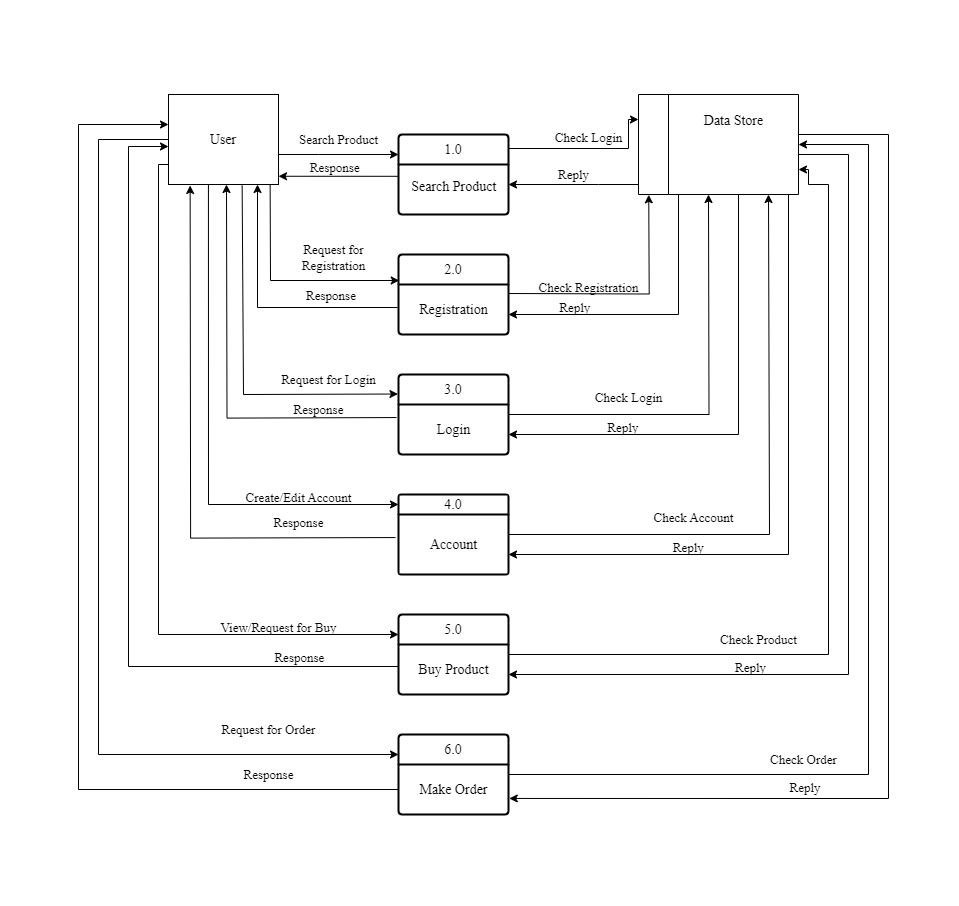 User
Data Store
Search Product
Response
1.0
Search Product
Check Login
Reply
Request for
Registration
Response
2.0
Registration
Check Registration
Reply
Request for Login
Response
3.0
Login
Check Login
Reply
Create/Edit Account
Response
4.0
Account
Check Account
Reply
View/Request for Buy
Response
5.0
Buy Product
Check Product
Reply
Request for Order
Response
6.0
Make Order
Check Order
Reply